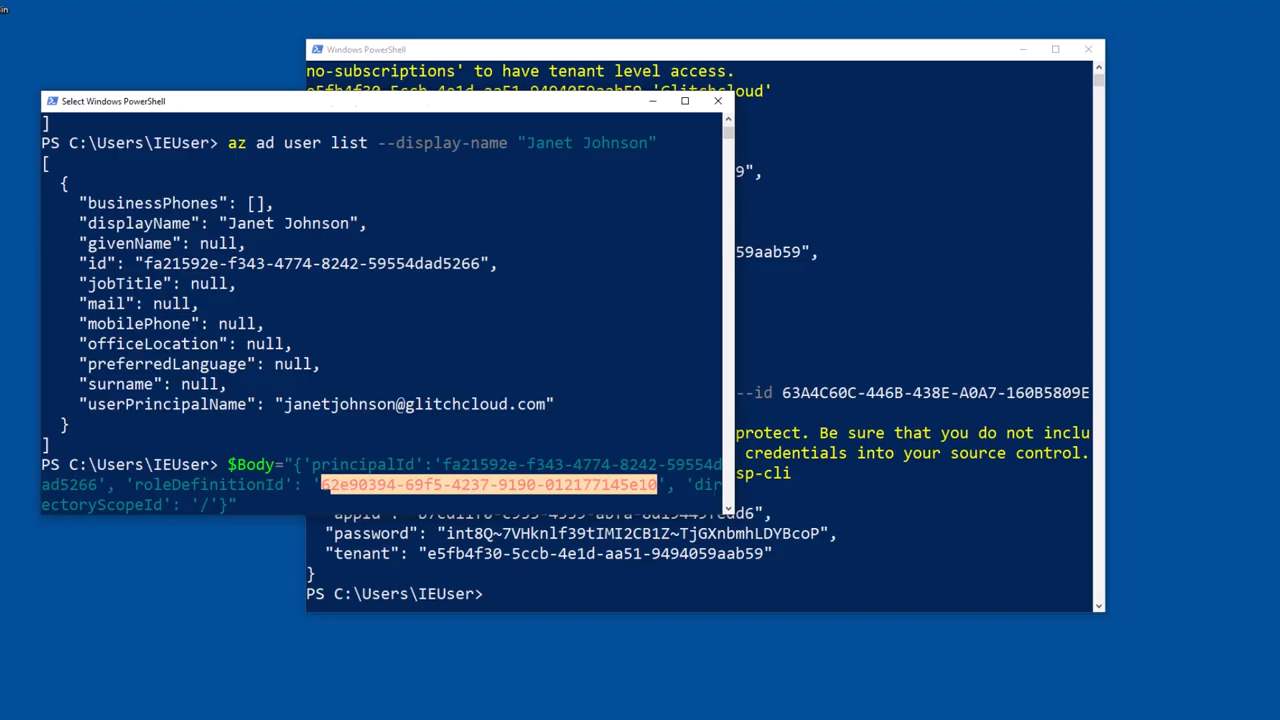 in
Windows PowerShell
no-subscriptions' to have tenant level access.
'Glitchcloud'
Select Windows PowerShell
]
PS C:\Users\IEUser> az ad user list --display-name "Janet Johnson"
[
{
"businessPhones": [],
"displayName": "Janet Johnson",
"givenName": null,
"id": "fa21592e-f343-4774-8242-59554dad5266",
"jobTitle": null,
"mail": null,
"mobilePhone": null,
"officeLocation": null,
"preferredLanguage": null,
"surname": null,
"userPrincipalName": "janetjohnson@glitchcloud.com"
}
]
PS C:\Users\IEUser> $Body="{'principalId':'fa21592e-f343-4774-8242-59554d
ad5266', 'roleDefinitionId': '62e90394-69f5-4237-9190-012177145e10', 'dir
ectoryScopeId': '/'}"
9",
59aab59",
--id 63A4C60C-446B-438E-A0A7-160B5809E
protect. Be sure that you do not inclu
credentials into your source control.
sp-cli
"password": "int8Q~7VHknlf39tIMI2CB1Z~TjGXnbmhLDYBcoP",
"tenant": "e5fb4f30-5ccb-4e1d-aa51-9494059aab59"
}
PS C:\Users\IEUser>